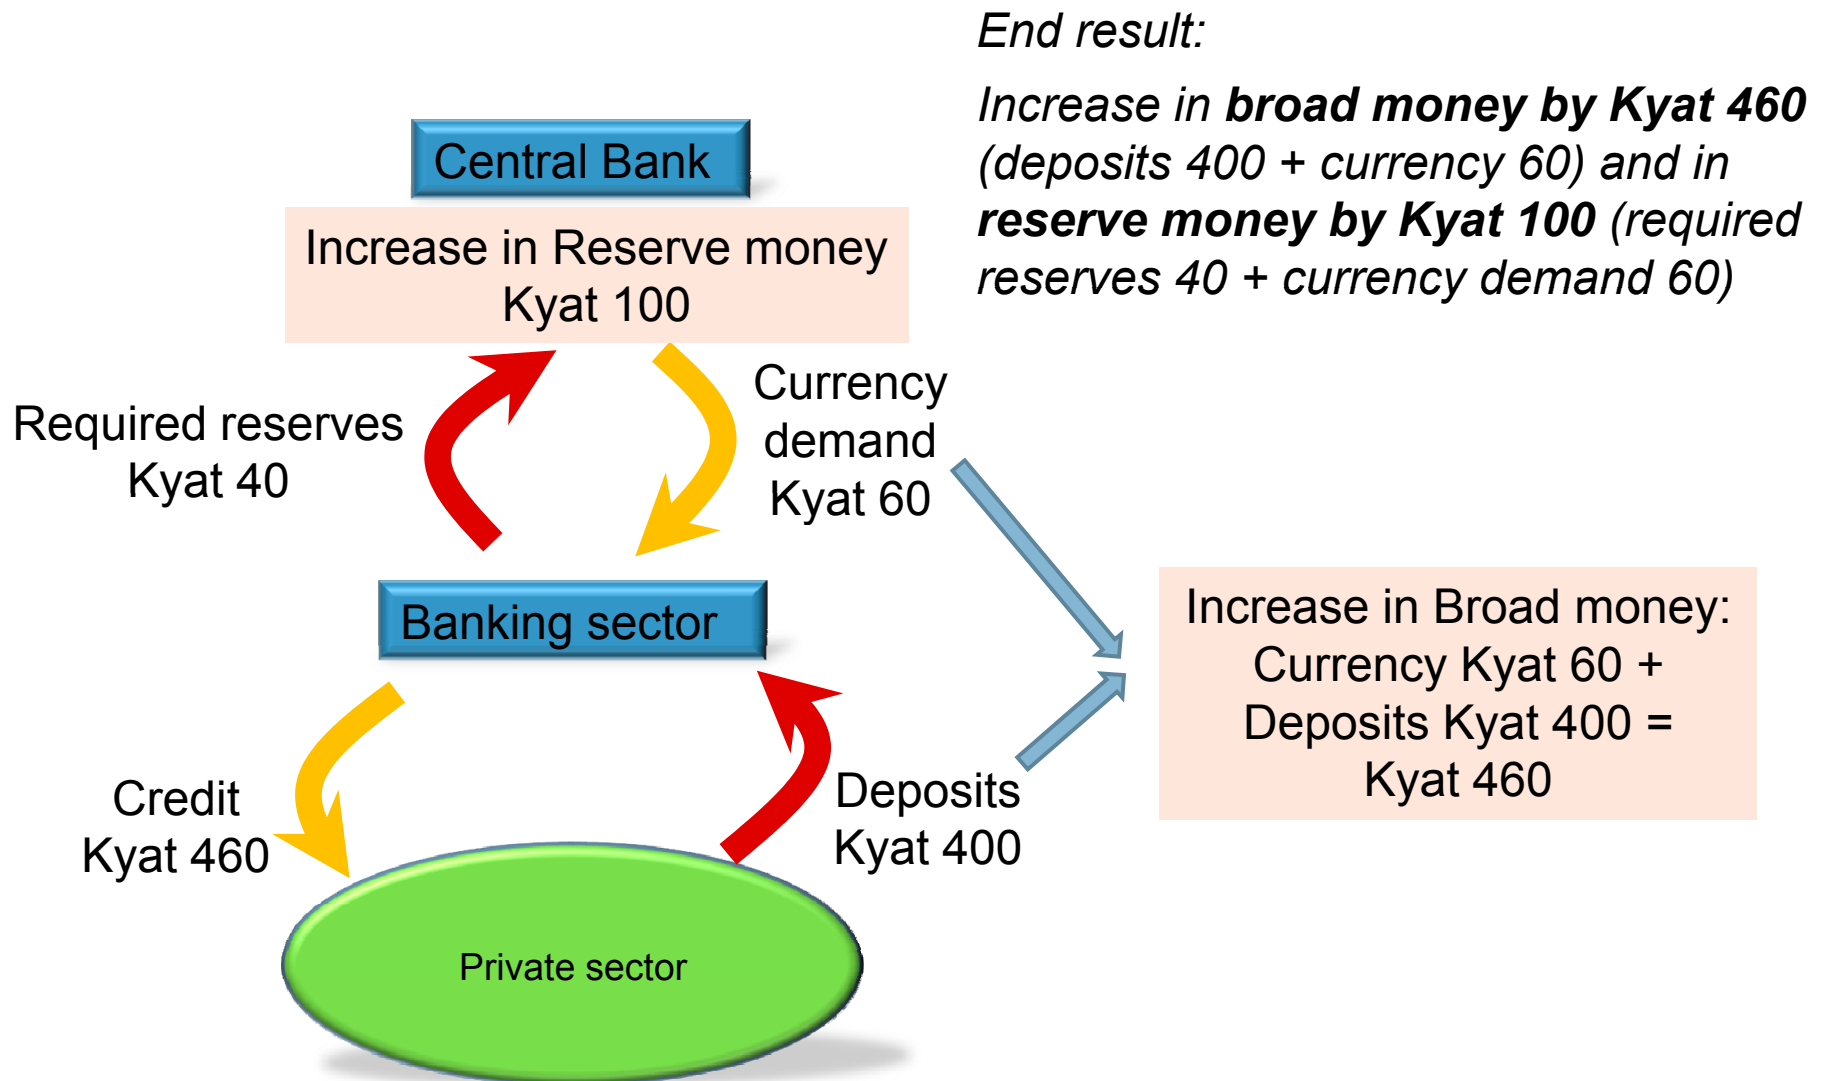 End result:
Increase in broad money by Kyat 460
(deposits 400 + currency 60) and in
reserve money by Kyat 100 (required
reserves 40 + currency demand 60)
Central Bank
Increase in Reserve money
Kyat 100
Required reserves
Kyat 40
Currency
demand
Kyat 60
Banking sector
Increase in Broad money:
Currency Kyat 60 +
Deposits Kyat 400 =
Kyat 460
Credit
Kyat 460
Deposits
Kyat 400
Private sector